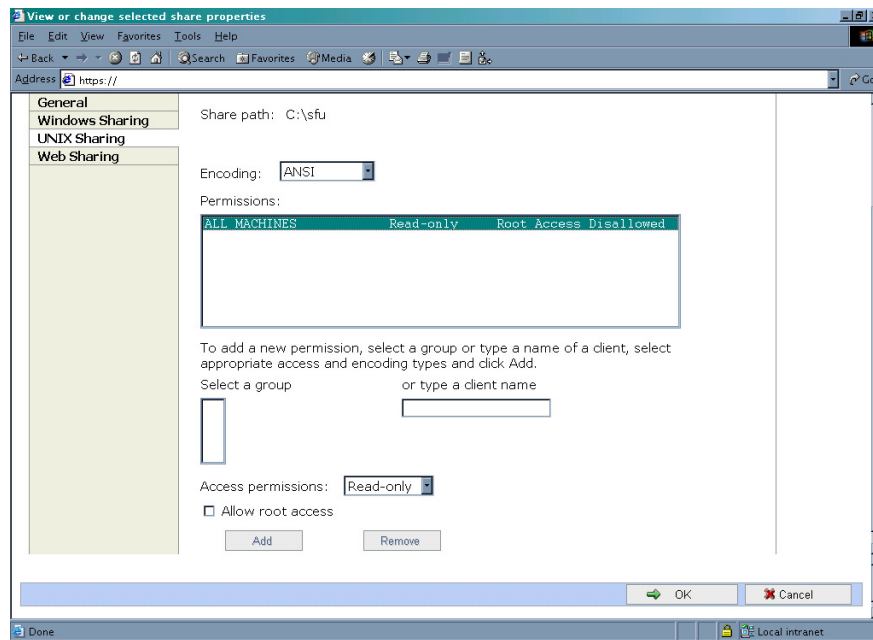 View or change selected share properties
File Edit View Favorites Tools Help
Back Search Favorites Media
Address https://
General
Windows Sharing
UNIX Sharing
Web Sharing
Share path: C:\sfu
Encoding: ANSI
Permissions:
ALL MACHINES Read-only Root Access Disallowed
To add a new permission, select a group or type a name of a client, select
appropriate access and encoding types and click Add.
Select a group or type a client name
Access permissions: Read-only
Allow root access
Add Remove
OK Cancel
Done Local intranet